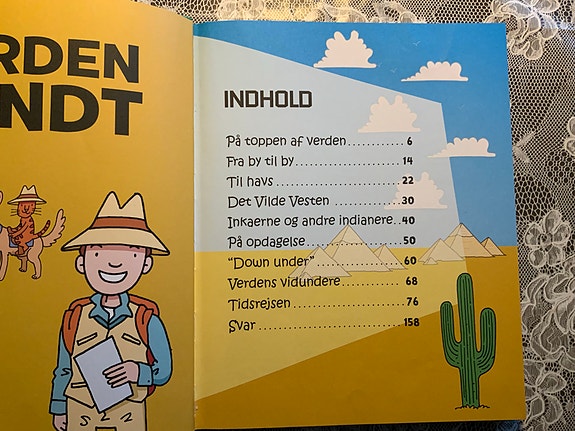 RDEN
NDT
INDHOLD
På toppen af verden............6
Fra by til by......................14
Til havs..........................22
Det Vilde Vesten..............30
Inkaerne og andre indianere..40
På opdagelse...................50
"Down under"..................60
Verdens vidundere............68
Tidsrejsen.......................76
Svar..............................158